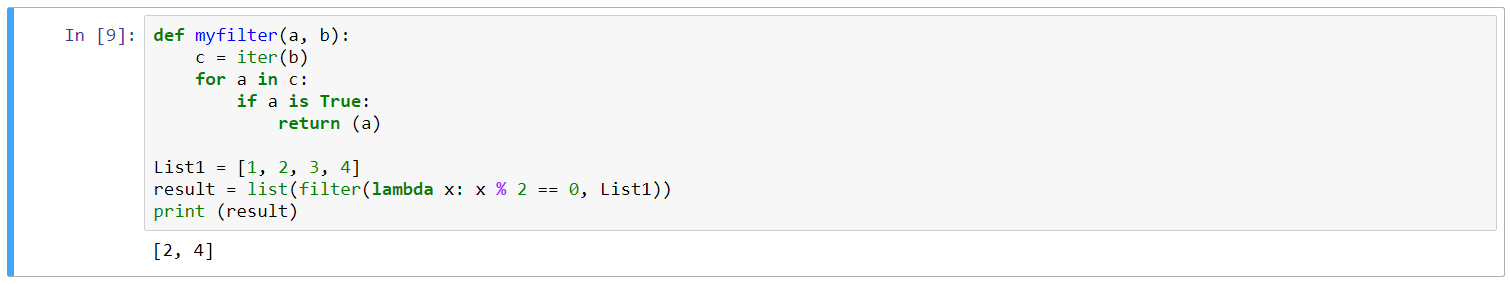 In [9]: def myfilter(a, b):
    c = iter(b)
    for a in c:
        if a is True:
            return (a)

List1 = [1, 2, 3, 4]
result = list(filter(lambda x: x % 2 == 0, List1))
print (result)
[2, 4]